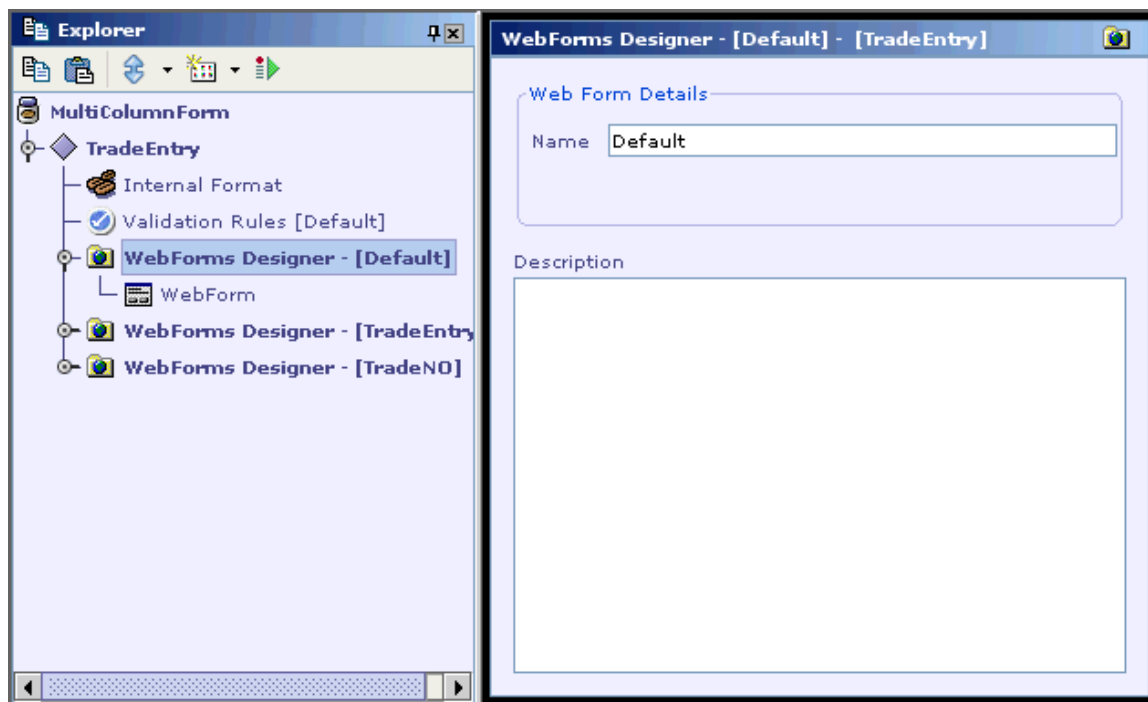 Explorer
MultiColumnForm
TradeEntry
Internal Format
Validation Rules [Default]
WebForms Designer - [Default]
WebForm
WebForms Designer - [TradeEntry
WebForms Designer - [TradeNO]
WebForms Designer - [Default] - [TradeEntry]
Web Form Details
Name Default
Description